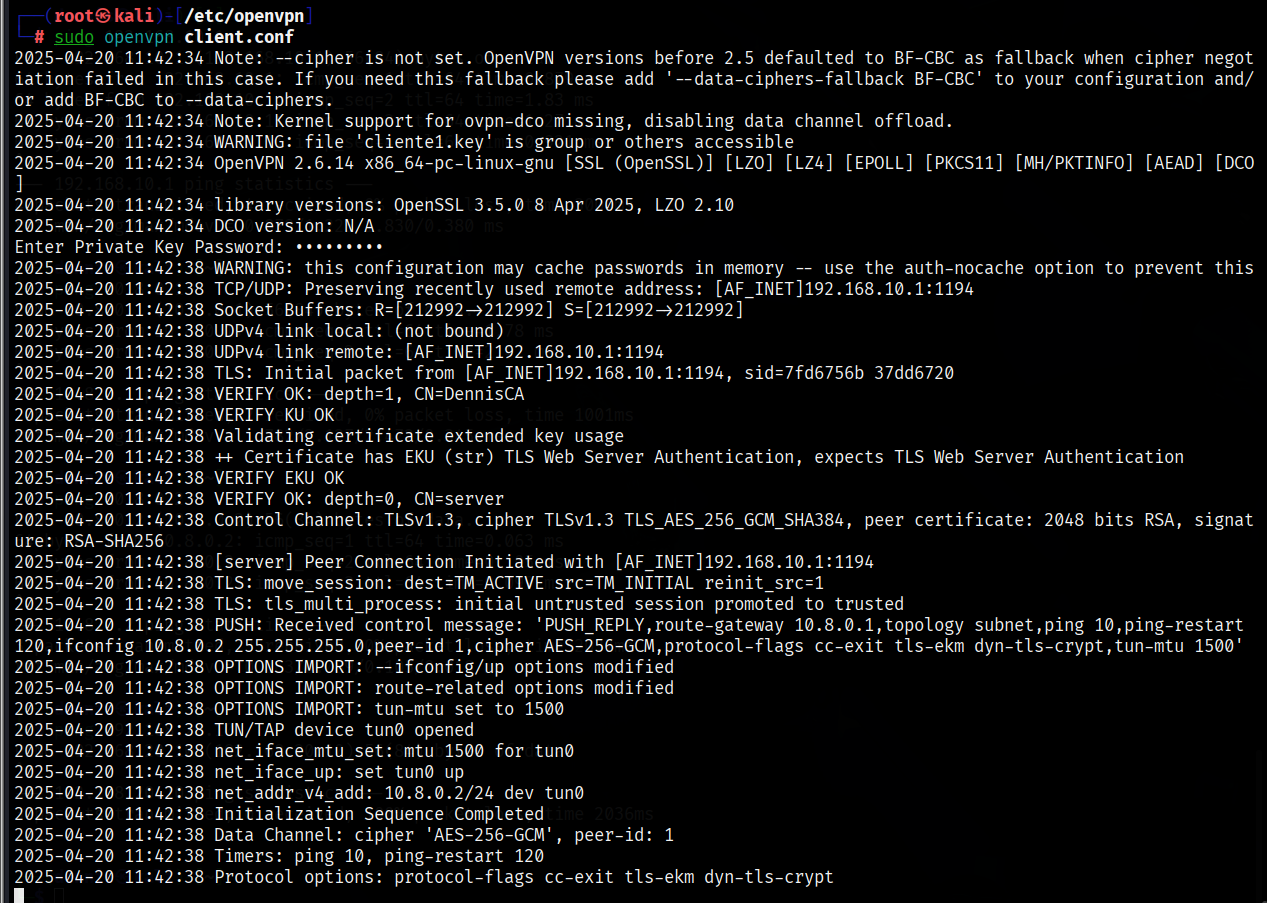 ┌──(root㉿kali)-[/etc/openvpn]
└─# sudo openvpn client.conf
2025-04-20 11:42:34 Note: --cipher is not set. OpenVPN versions before 2.5 defaulted to BF-CBC as fallback when cipher negot
iation failed in this case. If you need this fallback please add '--data-ciphers-fallback BF-CBC' to your configuration and/
or add BF-CBC to --data-ciphers.
2025-04-20 11:42:34 Note: Kernel support for ovpn-dco missing, disabling data channel offload.
2025-04-20 11:42:34 WARNING: file 'cliente1.key' is group or others accessible
2025-04-20 11:42:34 OpenVPN 2.6.14 x86_64-pc-linux-gnu [SSL (OpenSSL)] [LZO] [LZ4] [EPOLL] [PKCS11] [MH/PKTINFO] [AEAD] [DCO
]
2025-04-20 11:42:34 library versions: OpenSSL 3.5.0 8 Apr 2025, LZO 2.10
2025-04-20 11:42:34 DCO version: N/A
Enter Private Key Password: •••••••••
2025-04-20 11:42:38 WARNING: this configuration may cache passwords in memory -- use the auth-nocache option to prevent this
2025-04-20 11:42:38 TCP/UDP: Preserving recently used remote address: [AF_INET]192.168.10.1:1194
2025-04-20 11:42:38 Socket Buffers: R=[212992->212992] S=[212992->212992]
2025-04-20 11:42:38 UDPv4 link local: (not bound)
2025-04-20 11:42:38 UDPv4 link remote: [AF_INET]192.168.10.1:1194
2025-04-20 11:42:38 TLS: Initial packet from [AF_INET]192.168.10.1:1194, sid=7fd6756b 37dd6720
2025-04-20 11:42:38 VERIFY OK: depth=1, CN=DennisCA
2025-04-20 11:42:38 VERIFY KU OK
2025-04-20 11:42:38 Validating certificate extended key usage
2025-04-20 11:42:38 ++ Certificate has EKU (str) TLS Web Server Authentication, expects TLS Web Server Authentication
2025-04-20 11:42:38 VERIFY EKU OK
2025-04-20 11:42:38 VERIFY OK: depth=0, CN=server
2025-04-20 11:42:38 Control Channel: TLSv1.3, cipher TLSv1.3 TLS_AES_256_GCM_SHA384, peer certificate: 2048 bits RSA, signat
ure: RSA-SHA256
2025-04-20 11:42:38 [server] Peer Connection Initiated with [AF_INET]192.168.10.1:1194
2025-04-20 11:42:38 TLS: move_session: dest=TM_ACTIVE src=TM_INITIAL reinit_src=1
2025-04-20 11:42:38 TLS: tls_multi_process: initial untrusted session promoted to trusted
2025-04-20 11:42:38 PUSH: Received control message: 'PUSH_REPLY,route-gateway 10.8.0.1,topology subnet,ping 10,ping-restart
120,ifconfig 10.8.0.2 255.255.255.0,peer-id 1,cipher AES-256-GCM,protocol-flags cc-exit tls-ekm dyn-tls-crypt,tun-mtu 1500'
2025-04-20 11:42:38 OPTIONS IMPORT: --ifconfig/up options modified
2025-04-20 11:42:38 OPTIONS IMPORT: route-related options modified
2025-04-20 11:42:38 OPTIONS IMPORT: tun-mtu set to 1500
2025-04-20 11:42:38 TUN/TAP device tun0 opened
2025-04-20 11:42:38 net_iface_mtu_set: mtu 1500 for tun0
2025-04-20 11:42:38 net_iface_up: set tun0 up
2025-04-20 11:42:38 net_addr_v4_add: 10.8.0.2/24 dev tun0
2025-04-20 11:42:38 Initialization Sequence Completed
2025-04-20 11:42:38 Data Channel: cipher 'AES-256-GCM', peer-id: 1
2025-04-20 11:42:38 Timers: ping 10, ping-restart 120
2025-04-20 11:42:38 Protocol options: protocol-flags cc-exit tls-ekm dyn-tls-crypt